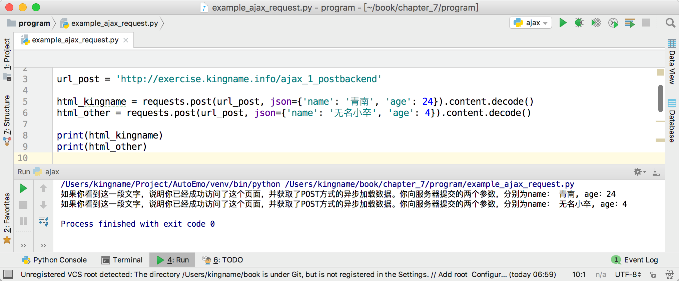 example_ajax_request.py - program - [~/book/chapter_7/program]
program example_ajax_request.py ajax
example_ajax_request.py
1: Project
2: Structure
2: Favorites
Data View
Database
2
3 url_post = 'http://exercise.kingname.info/ajax_1_postbackend'
4
5 html_kingname = requests.post(url_post, json={'name': '青南', 'age': 24}).content.decode()
6 html_other = requests.post(url_post, json={'name': '无名小卒', 'age': 4}).content.decode()
7
8 print(html_kingname)
9 print(html_other)
10
Run ajax
/Users/kingname/Project/AutoEmo/venv/bin/python /Users/kingname/book/chapter_7/program/example_ajax_request.py
如果你看到这一段文字，说明你已经成功访问了这个页面，并获取了POST方式的异步加载数据。你向服务器提交的两个参数，分别为name： 青南, age：24
如果你看到这一段文字，说明你已经成功访问了这个页面，并获取了POST方式的异步加载数据。你向服务器提交的两个参数，分别为name： 无名小卒, age：4
Process finished with exit code 0
>> >>
Python Console Terminal 4: Run 6: TODO 1 Event Log
Unregistered VCS root detected: The directory /Users/kingname/book is under Git, but is not registered in the Settings. // Add root Configur... (today 06:59) 10:1 n/a UTF-8